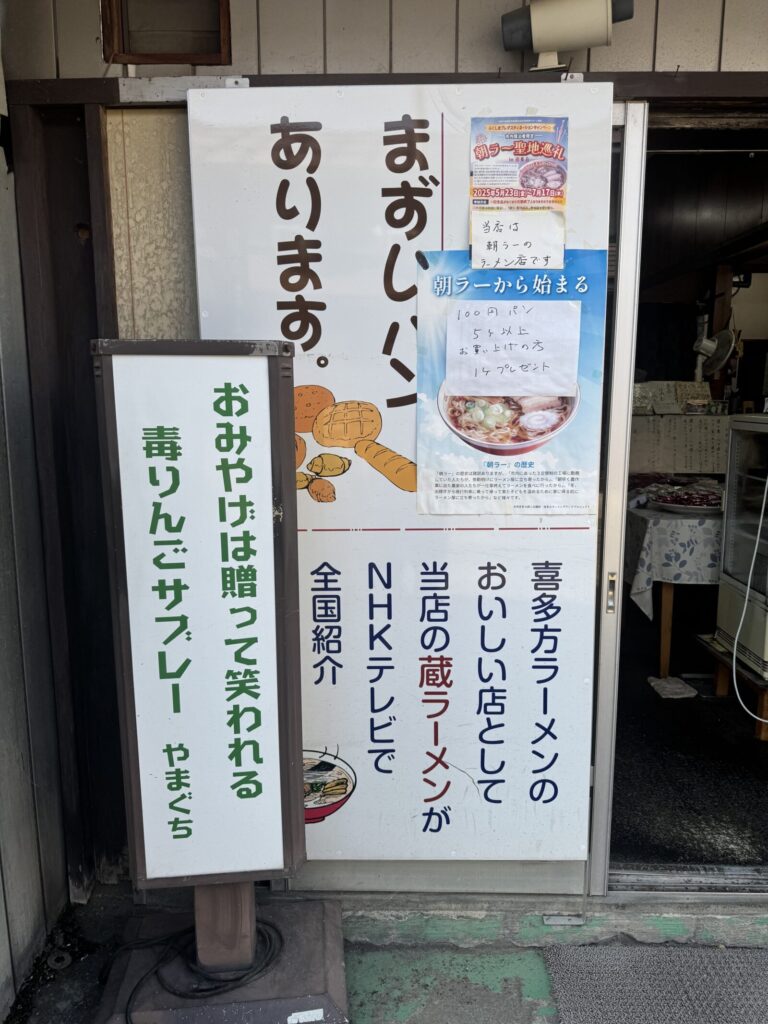 まずいパン
あります。
朝ラー聖地巡礼
2025年5月23日(金)~7月17日(木)
当店は
朝ラーの
ラーメン店です
朝ラーから始まる
100円パン
5ヶ以上
お買い上げの方
1ヶプレゼント
「朝ラー」の歴史
喜多方ラーメンの
おいしい店として
当店の蔵ラーメンが
NHKテレビで
全国紹介
おみやげは贈って笑われる
毒りんごサブレー やまぐち